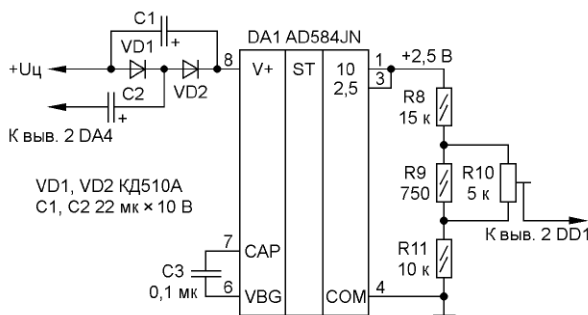 C1
DA1 AD584JN
VD1
+Uц
8
V+
ST
10
2,5
1
3
+2,5 В
C2
VD2
К выв. 2 DA4
R8
15 к
R9
750
R10
5 к
VD1, VD2 КД510А
C1, C2 22 мк × 10 В
К выв. 2 DD1
7
CAP
C3
0,1 мк
6
VBG
COM
4
R11
10 к